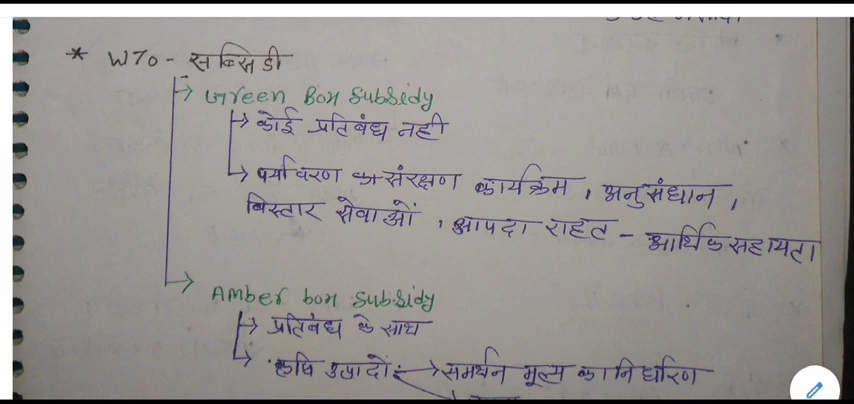 * WTO - सब्सिडी
→ Green Box Subsidy
→ कोई प्रतिबंध नही
→ पर्यावरण का संरक्षण कार्यक्रम, अनुसंधान,
बिस्तार सेवाओं, आपदा राहत - आर्थिक सहायता
→ Amber box Subsidy
→ प्रतिबंध के साथ
→ कृषि उत्पादों → समर्थन मूल्य का निर्धारण